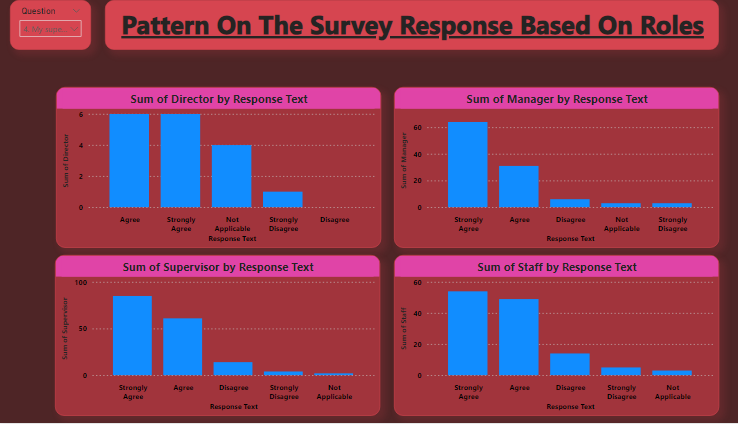 Question
4. My supe...
Pattern On The Survey Response Based On Roles
Sum of Director by Response Text
Sum of Director
6
4
2
0
Agree
Strongly
Agree
Not
Applicable
Strongly
Disagree
Disagree
Response Text
Sum of Manager by Response Text
Sum of Manager
60
40
20
0
Strongly
Agree
Agree
Disagree
Not
Applicable
Strongly
Disagree
Response Text
Sum of Supervisor by Response Text
Sum of Supervisor
100
50
0
Strongly
Agree
Agree
Disagree
Strongly
Disagree
Not
Applicable
Response Text
Sum of Staff by Response Text
Sum of Staff
60
40
20
0
Strongly
Agree
Agree
Disagree
Strongly
Disagree
Not
Applicable
Response Text